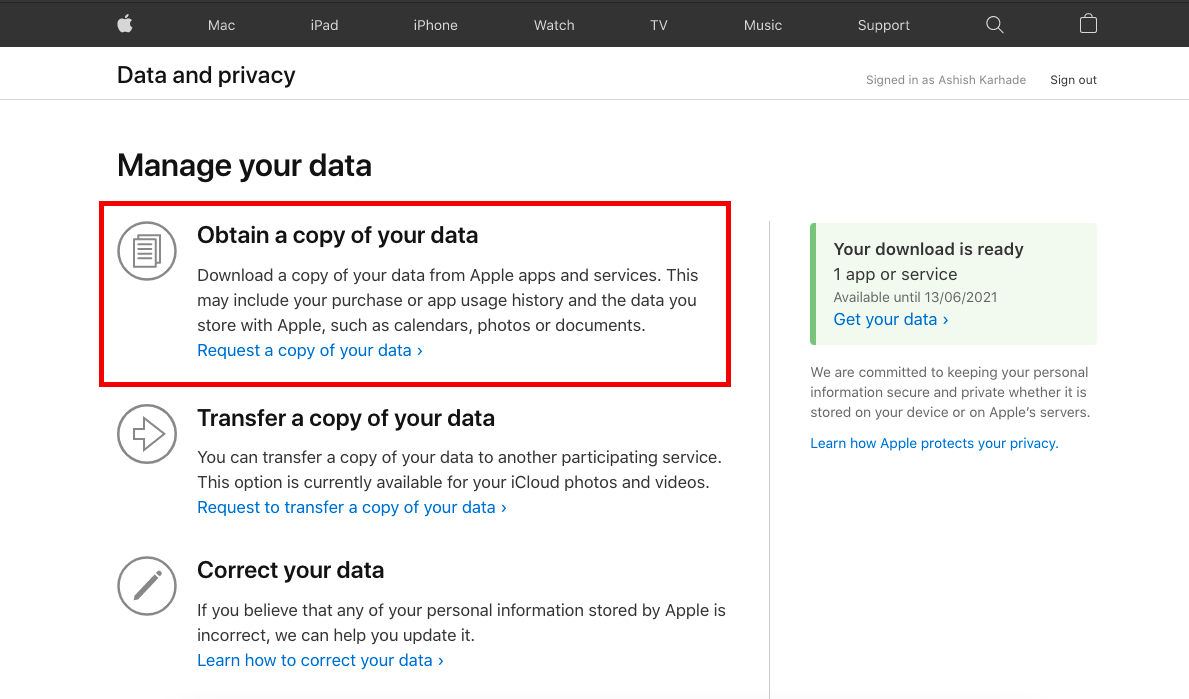 Mac iPad iPhone Watch TV Music Support
Data and privacy
Signed in as Ashish Karhade Sign out
Manage your data
Obtain a copy of your data
Download a copy of your data from Apple apps and services. This
may include your purchase or app usage history and the data you
store with Apple, such as calendars, photos or documents.
Request a copy of your data ›
Transfer a copy of your data
You can transfer a copy of your data to another participating service.
This option is currently available for your iCloud photos and videos.
Request to transfer a copy of your data ›
Correct your data
If you believe that any of your personal information stored by Apple is
incorrect, we can help you update it.
Learn how to correct your data ›
Your download is ready
1 app or service
Available until 13/06/2021
Get your data ›
We are committed to keeping your personal
information secure and private whether it is
stored on your device or on Apple’s servers.
Learn how Apple protects your privacy.